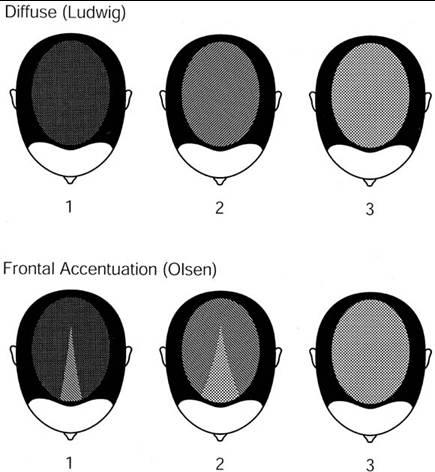 Diffuse (Ludwig)
1 2 3
Frontal Accentuation (Olsen)
1 2 3